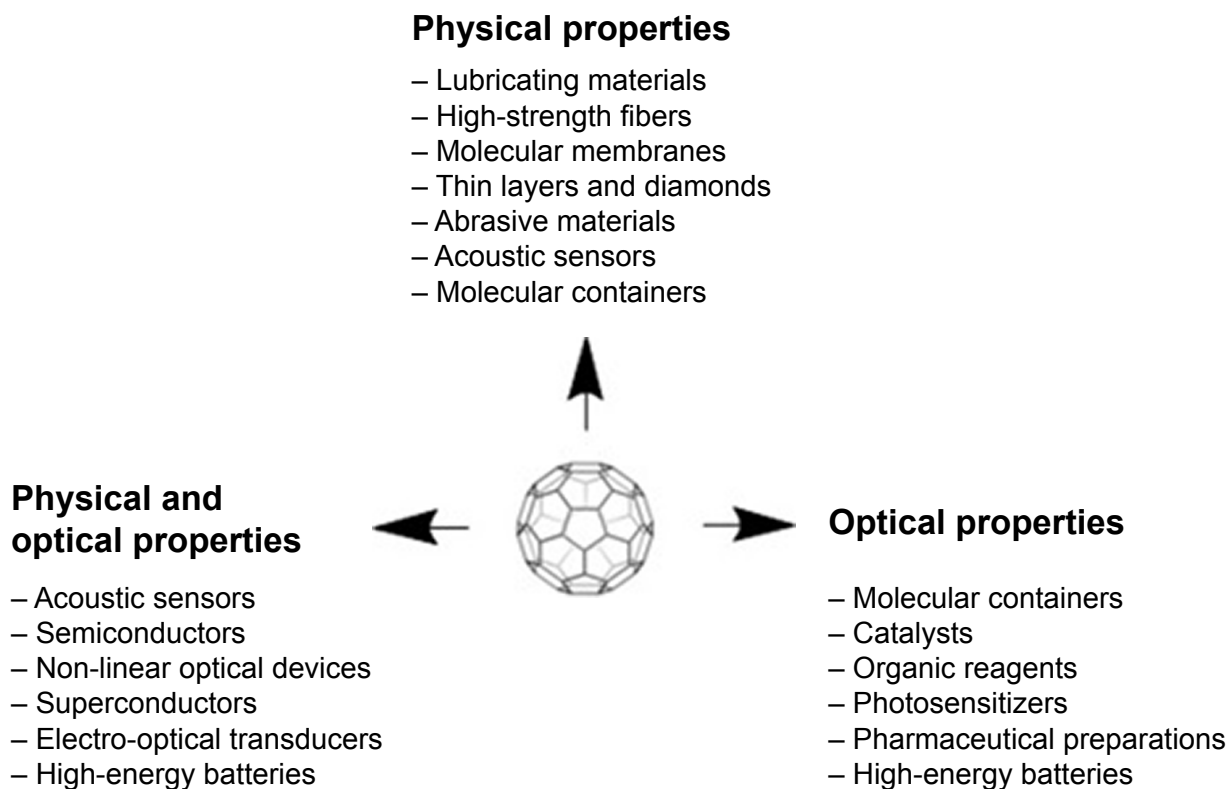 Physical properties
– Lubricating materials
– High-strength fibers
– Molecular membranes
– Thin layers and diamonds
– Abrasive materials
– Acoustic sensors
– Molecular containers
Physical and
optical properties
– Acoustic sensors
– Semiconductors
– Non-linear optical devices
– Superconductors
– Electro-optical transducers
– High-energy batteries
Optical properties
– Molecular containers
– Catalysts
– Organic reagents
– Photosensitizers
– Pharmaceutical preparations
– High-energy batteries